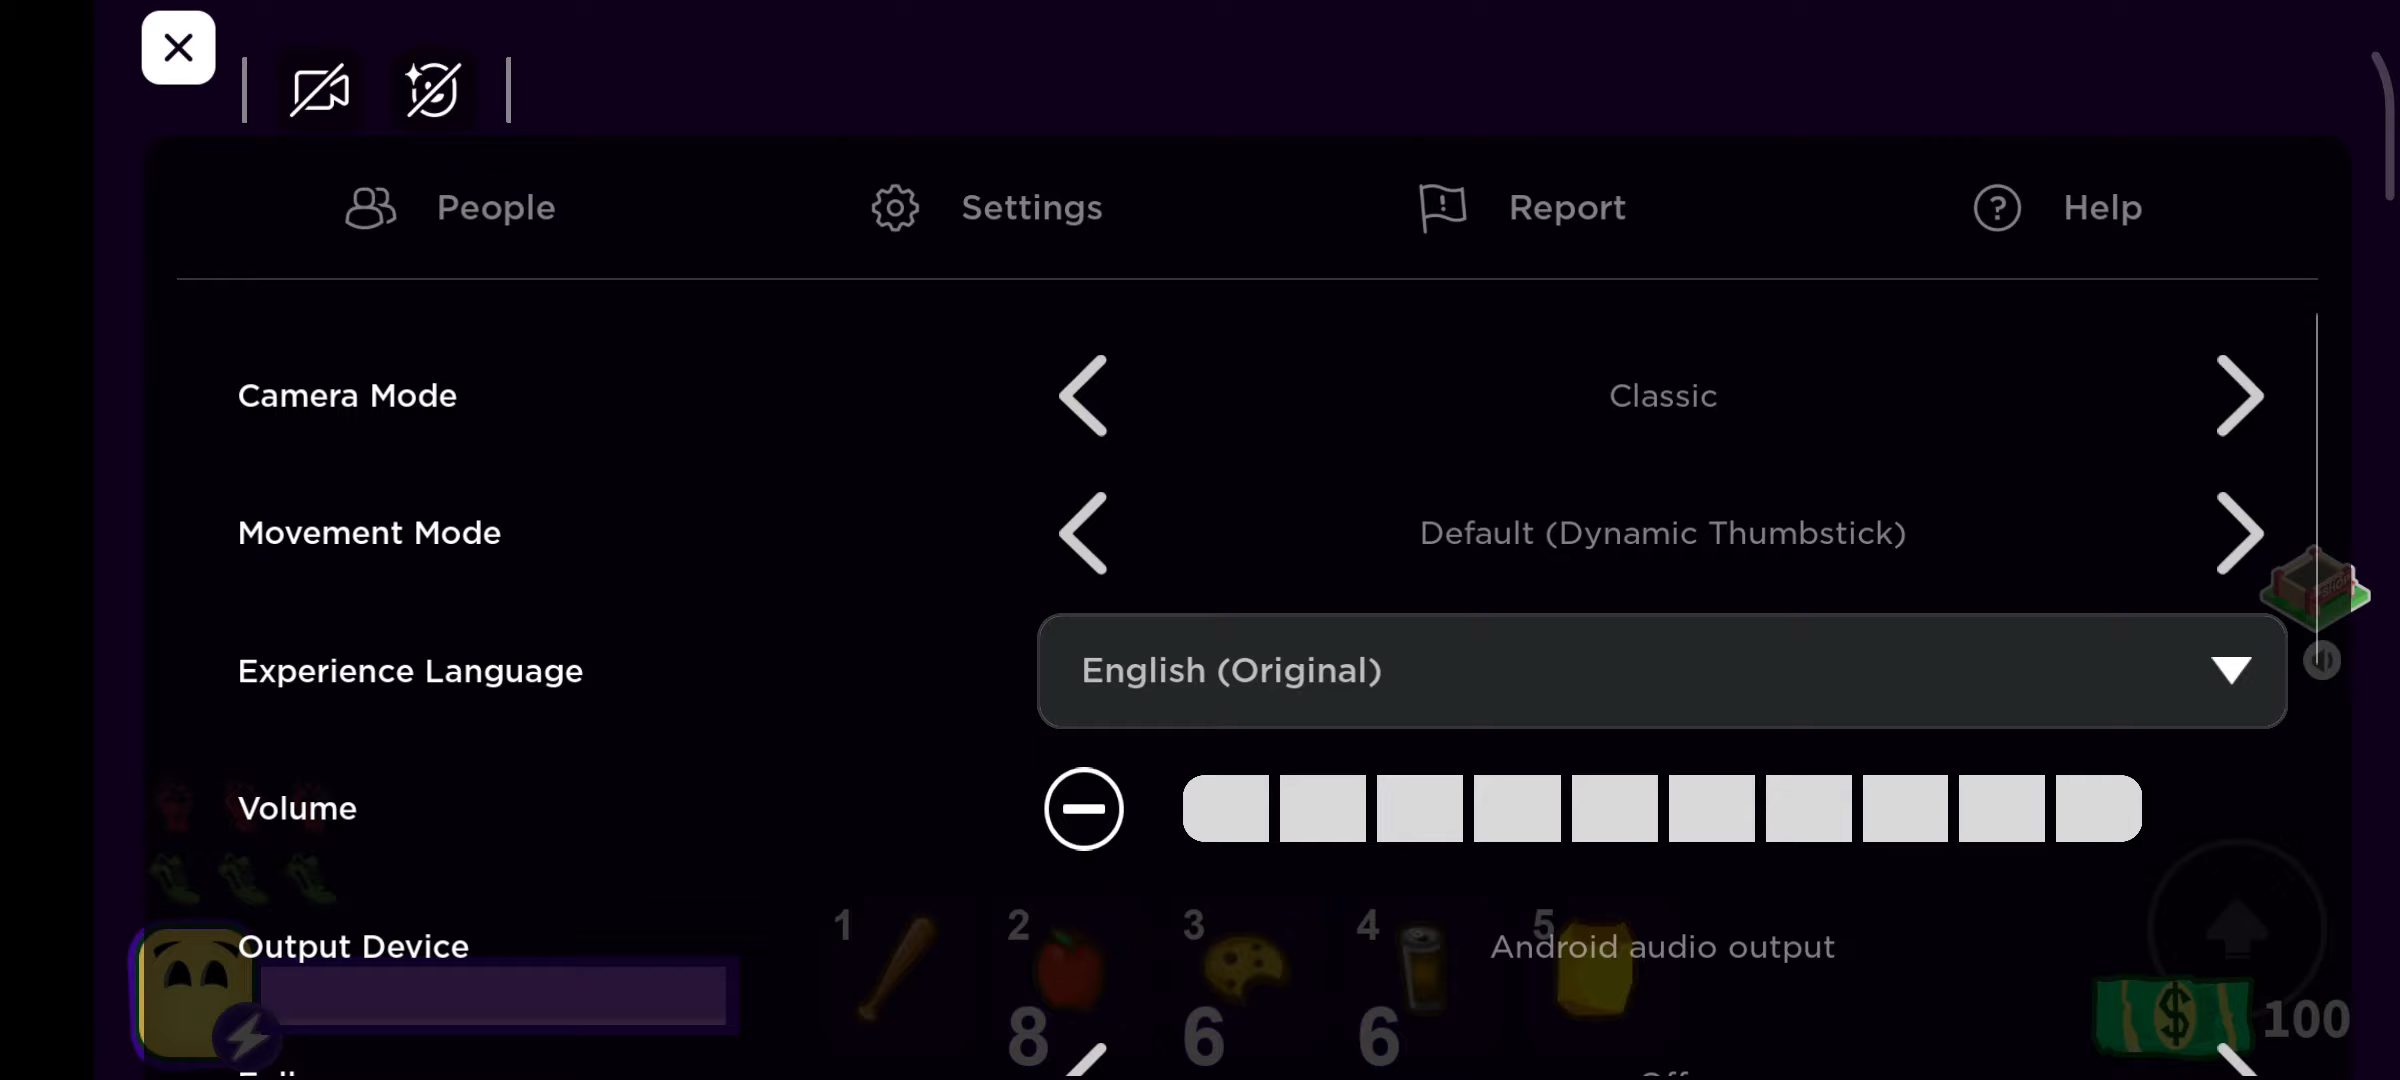 People Settings Report Help
Camera Mode Classic
Movement Mode Default (Dynamic Thumbstick)
Experience Language English (Original)
Volume
Output Device Android audio output
1 2 3 4 5
8 6 6
100
SHOP